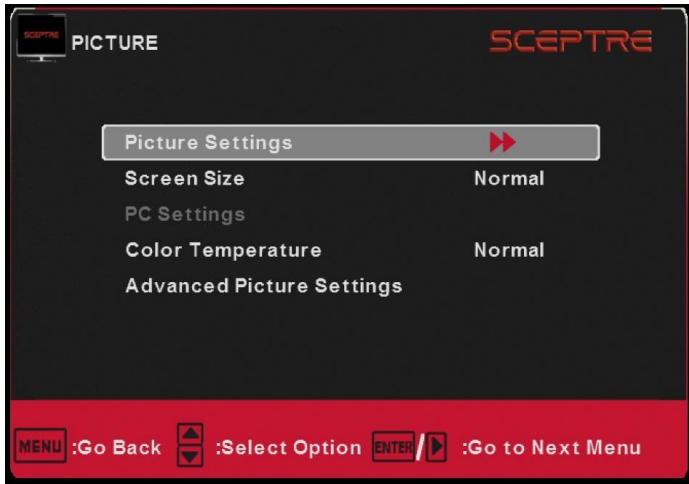 SCEPTRE PICTURE SCEPTRE
Picture Settings
Screen Size Normal
PC Settings
Color Temperature Normal
Advanced Picture Settings
MENU :Go Back :Select Option ENTER/ :Go to Next Menu